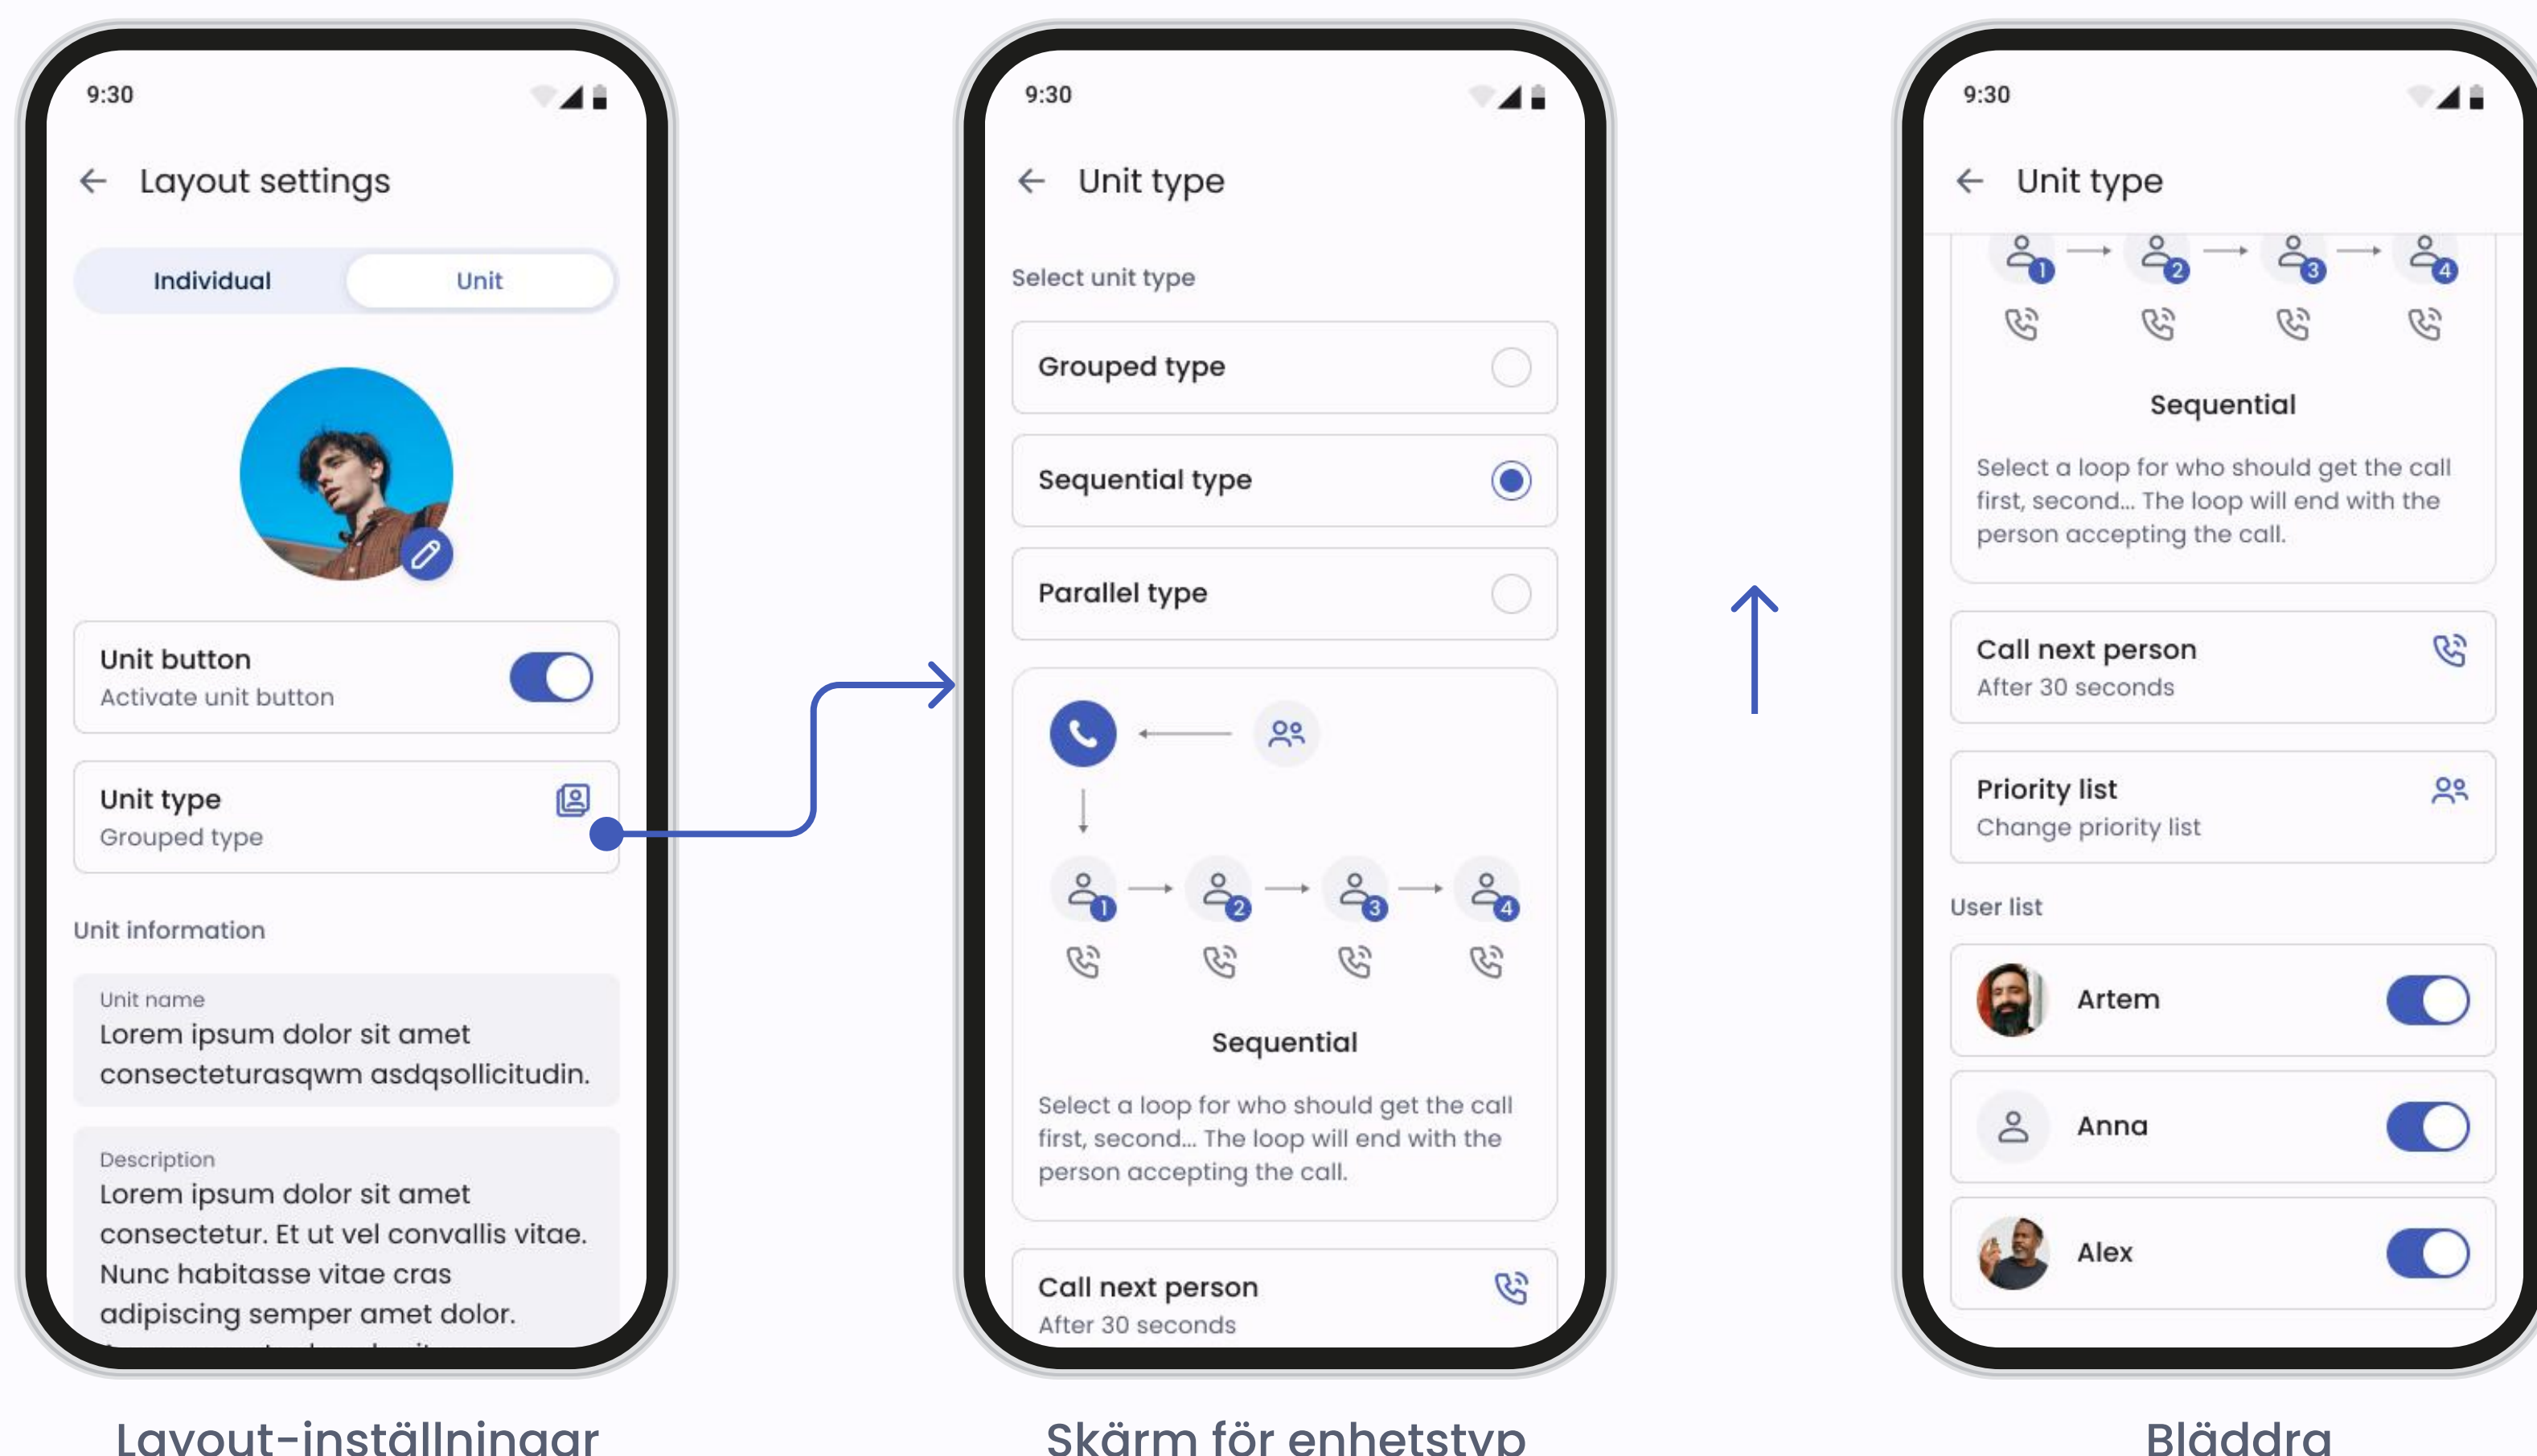 9:30
Layout settings
Individual
Unit
Unit button
Activate unit button
Unit type
Grouped type
Unit information
Unit name
Lorem ipsum dolor sit amet
consecteturasqwm asdqsollicitudin.
Description
Lorem ipsum dolor sit amet
consectetur. Et ut vel convallis vitae.
Nunc habitasse vitae cras
adipiscing semper amet dolor.
Layout-inställningar
9:30
Unit type
Select unit type
Grouped type
Sequential type
Parallel type
1
2
3
4
Sequential
Select a loop for who should get the call
first, second... The loop will end with the
person accepting the call.
Call next person
After 30 seconds
Skärm för enhetstyp
9:30
Unit type
1
2
3
4
Sequential
Select a loop for who should get the call
first, second... The loop will end with the
person accepting the call.
Call next person
After 30 seconds
Priority list
Change priority list
User list
Artem
Anna
Alex
Bläddra